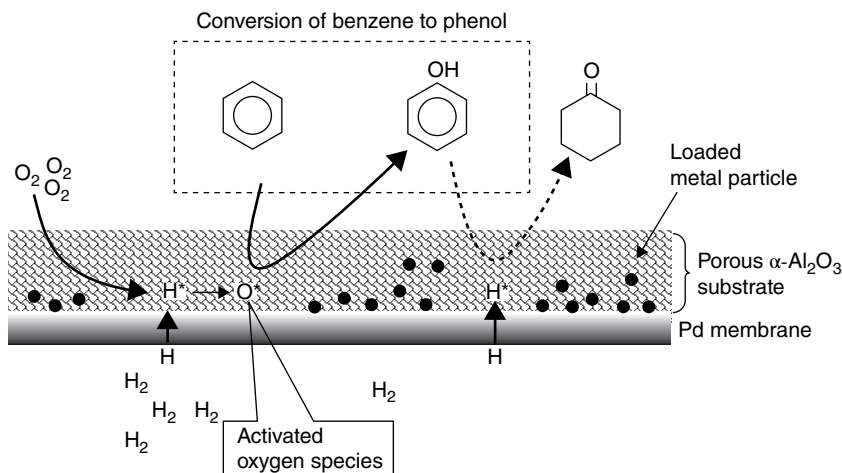 Conversion of benzene to phenol
OH
O
O₂ O₂
O₂
Loaded
metal particle
H* → O*
H*
Porous α-Al₂O₃
substrate
Pd membrane
H
H
H₂
H₂
H₂ H₂
H₂
Activated
oxygen species